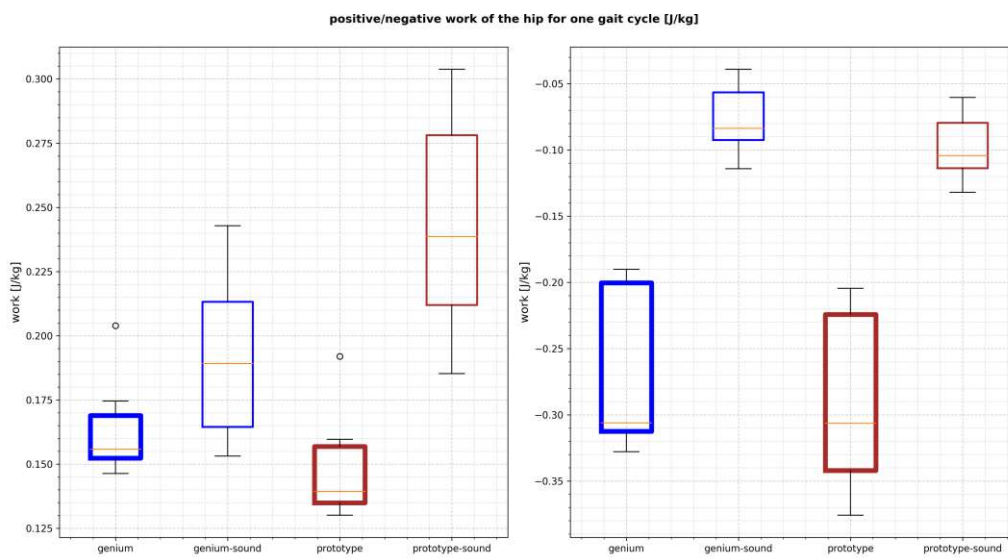 positive/negative work of the hip for one gait cycle [J/kg]
work [J/kg]
0.300
0.275
0.250
0.225
0.200
0.175
0.150
0.125
genium
genium-sound
prototype
prototype-sound
work [J/kg]
−0.05
−0.10
−0.15
−0.20
−0.25
−0.30
−0.35
genium
genium-sound
prototype
prototype-sound